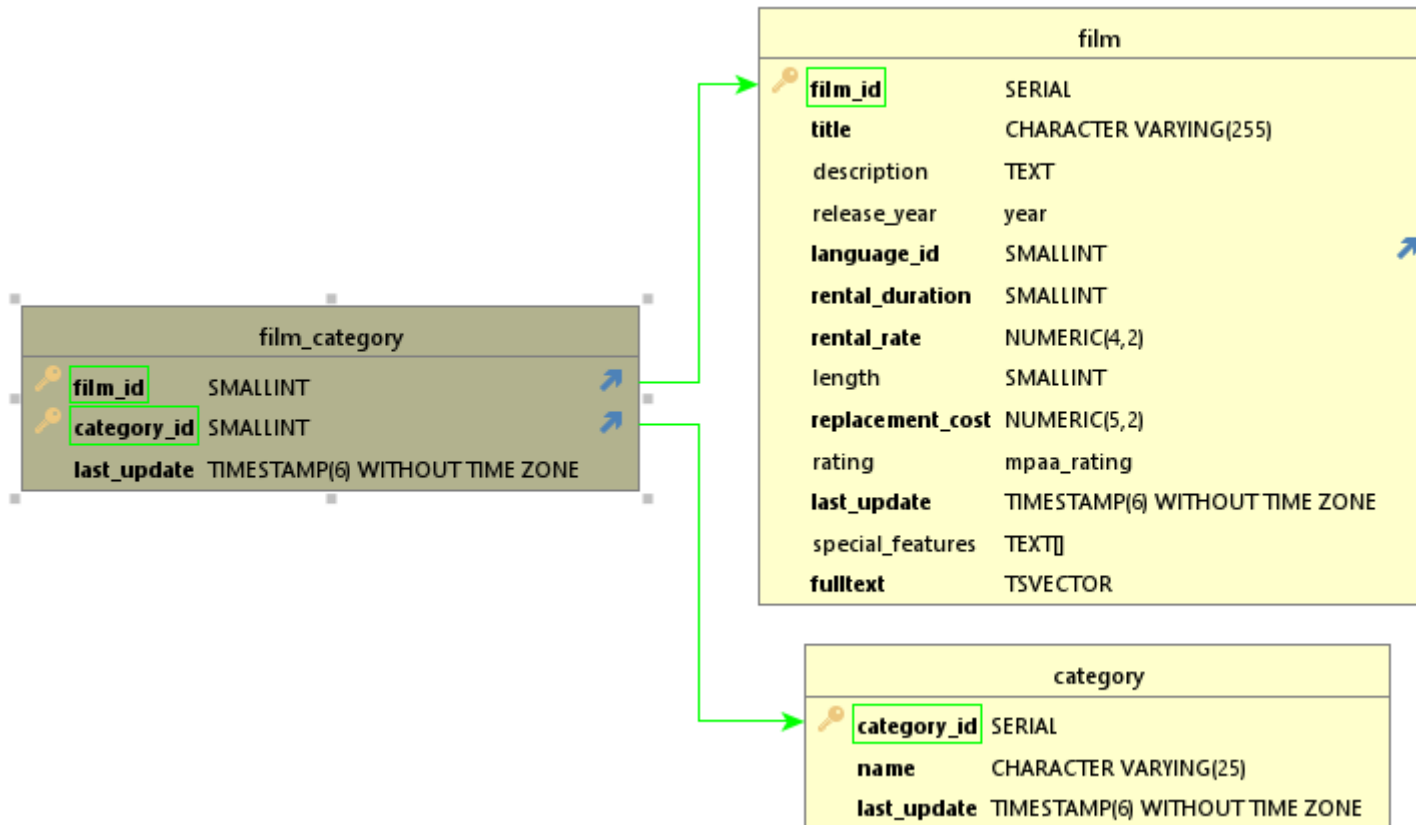 film
film_id SERIAL
title CHARACTER VARYING(255)
description TEXT
release_year year
language_id SMALLINT
rental_duration SMALLINT
rental_rate NUMERIC(4,2)
length SMALLINT
replacement_cost NUMERIC(5,2)
rating mpaa_rating
last_update TIMESTAMP(6) WITHOUT TIME ZONE
special_features TEXT[]
fulltext TSVECTOR
film_category
film_id SMALLINT
category_id SMALLINT
last_update TIMESTAMP(6) WITHOUT TIME ZONE
category
category_id SERIAL
name CHARACTER VARYING(25)
last_update TIMESTAMP(6) WITHOUT TIME ZONE